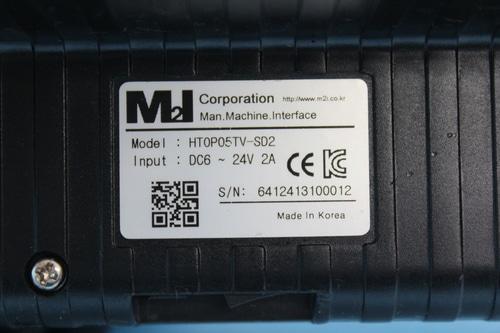 M2I Corporation http://www.m2i.co.kr
Man.Machine.Interface
Model : HTOP05TV-SD2
Input : DC6 ~ 24V 2A
CE
S/N: 6412413100012
Made In Korea